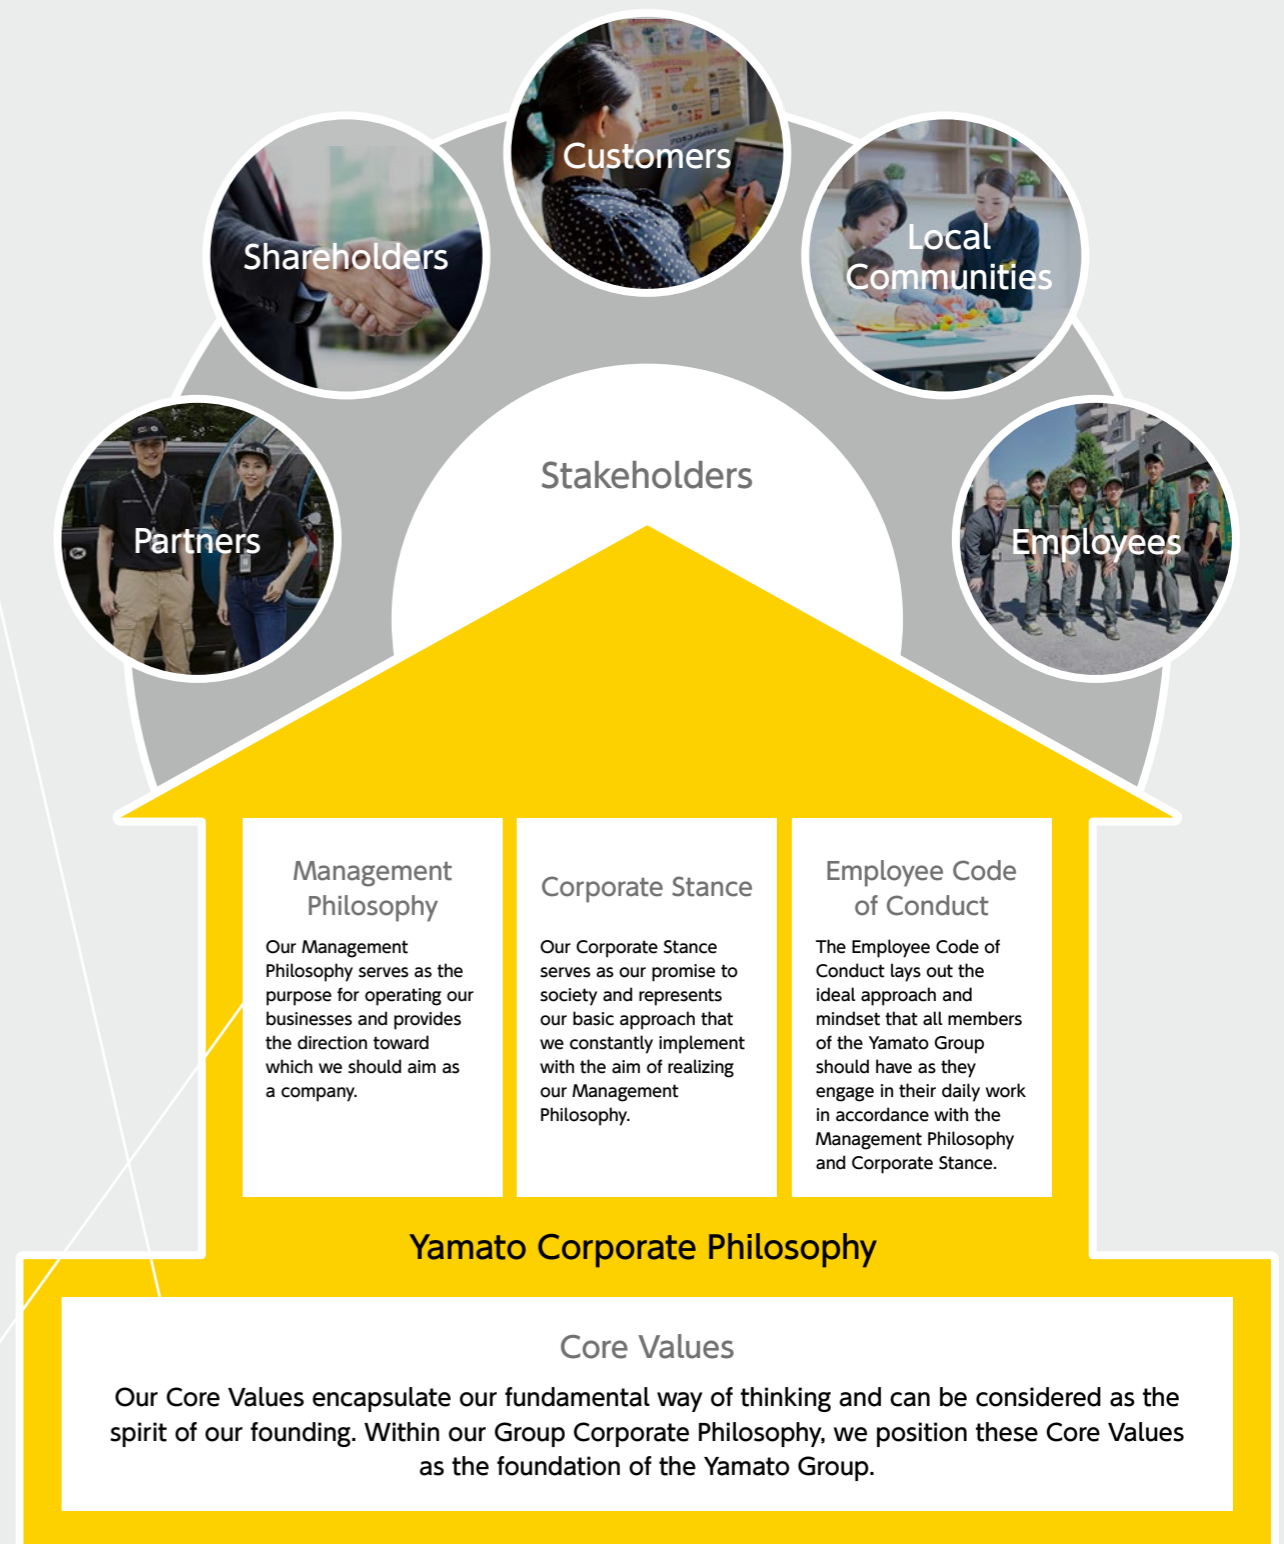 Customers
Shareholders
Local
Communities
Partners
Employees
Stakeholders
Management
Philosophy
Our Management
Philosophy serves as the
purpose for operating our
businesses and provides
the direction toward
which we should aim as
a company.
Corporate Stance
Our Corporate Stance
serves as our promise to
society and represents
our basic approach that
we constantly implement
with the aim of realizing
our Management
Philosophy.
Employee Code
of Conduct
The Employee Code of
Conduct lays out the
ideal approach and
mindset that all members
of the Yamato Group
should have as they
engage in their daily work
in accordance with the
Management Philosophy
and Corporate Stance.
Yamato Corporate Philosophy
Core Values
Our Core Values encapsulate our fundamental way of thinking and can be considered as the
spirit of our founding. Within our Group Corporate Philosophy, we position these Core Values
as the foundation of the Yamato Group.